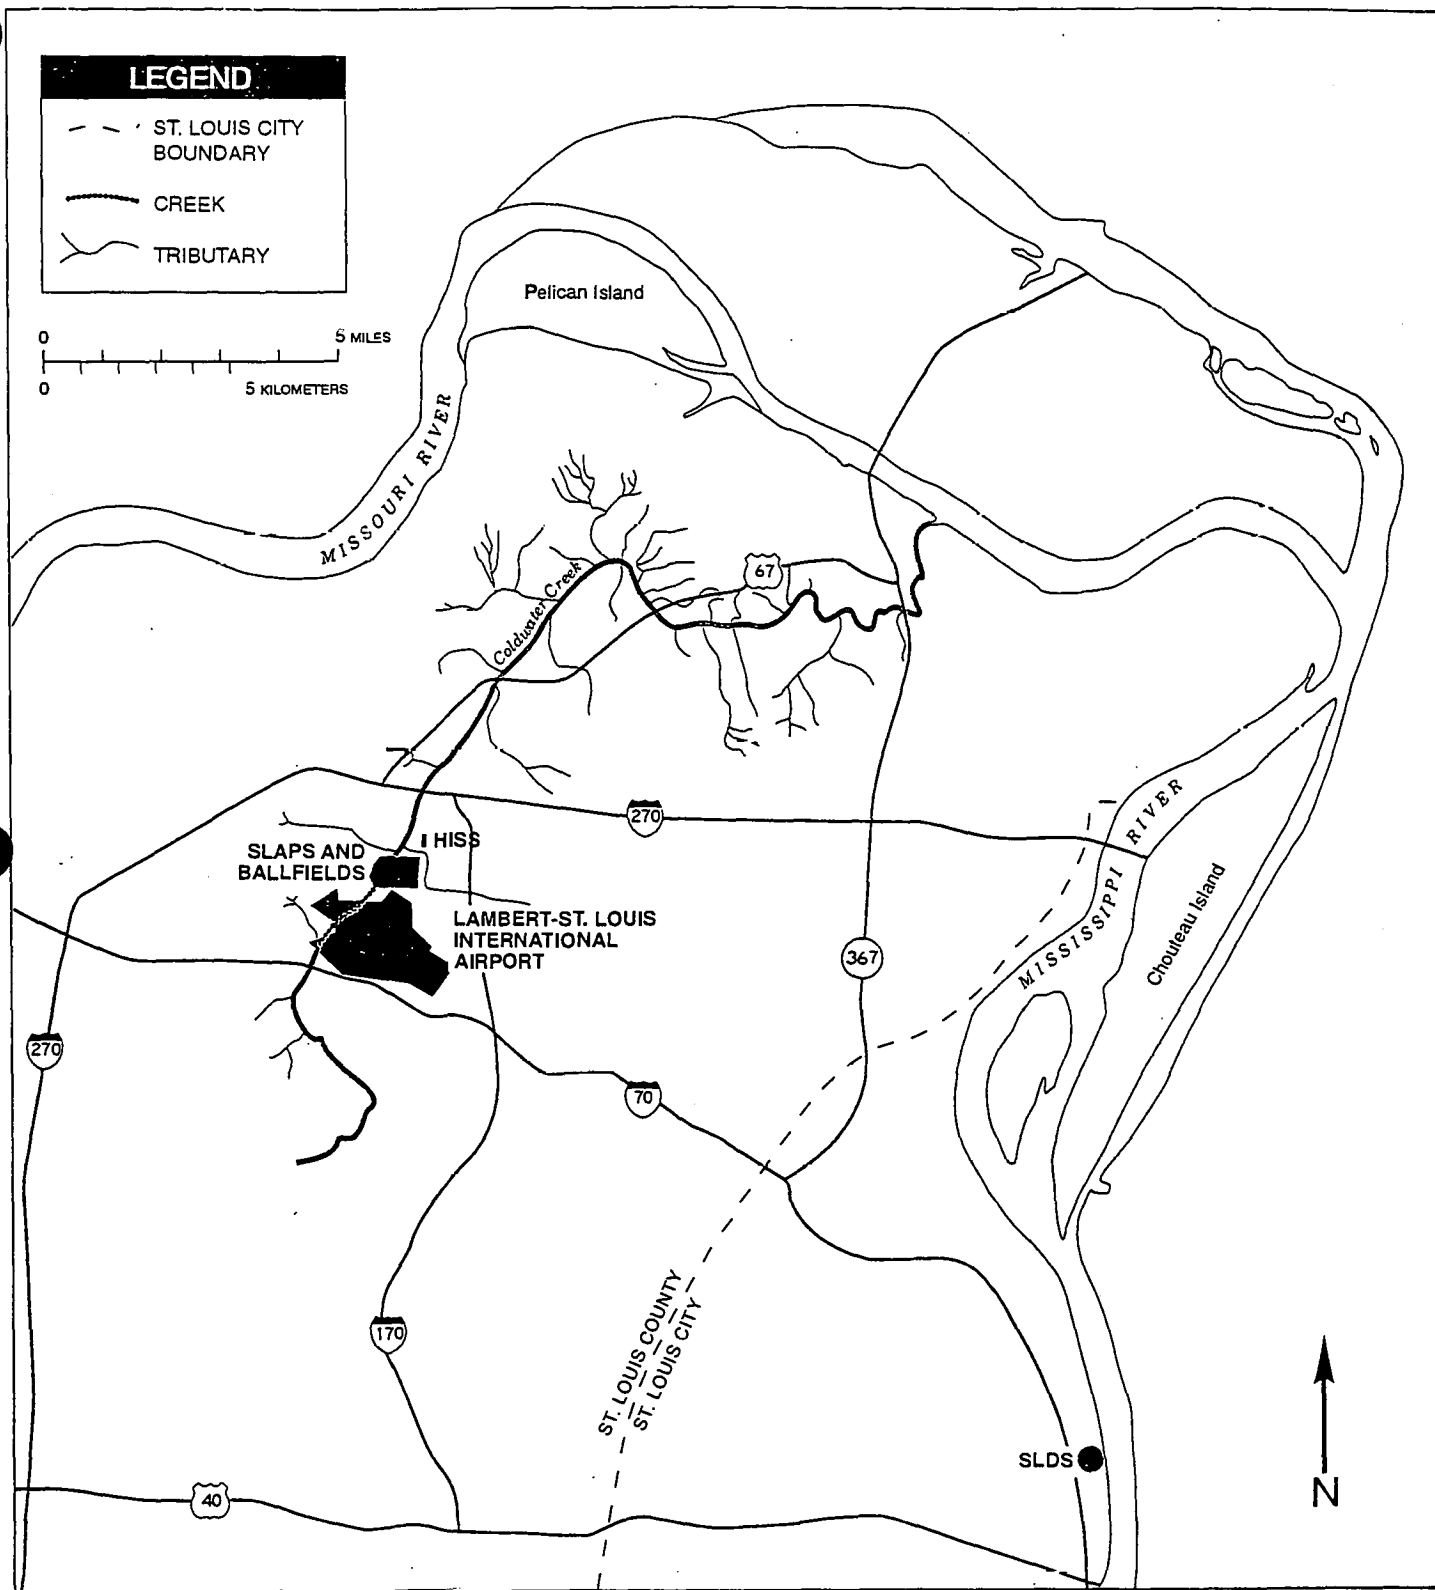 LEGEND
ST. LOUIS CITY
BOUNDARY
CREEK
TRIBUTARY
0
5 MILES
0
5 KILOMETERS
Pelican Island
MISSOURI RIVER
67
Coldwater Creek
270
HISS
SLAPS AND
BALLFIELDS
LAMBERT-ST. LOUIS
INTERNATIONAL
AIRPORT
MISSISSIPPI RIVER
Chouteau Island
367
270
70
170
ST. LOUIS COUNTY
ST. LOUIS CITY
SLDS
40
N